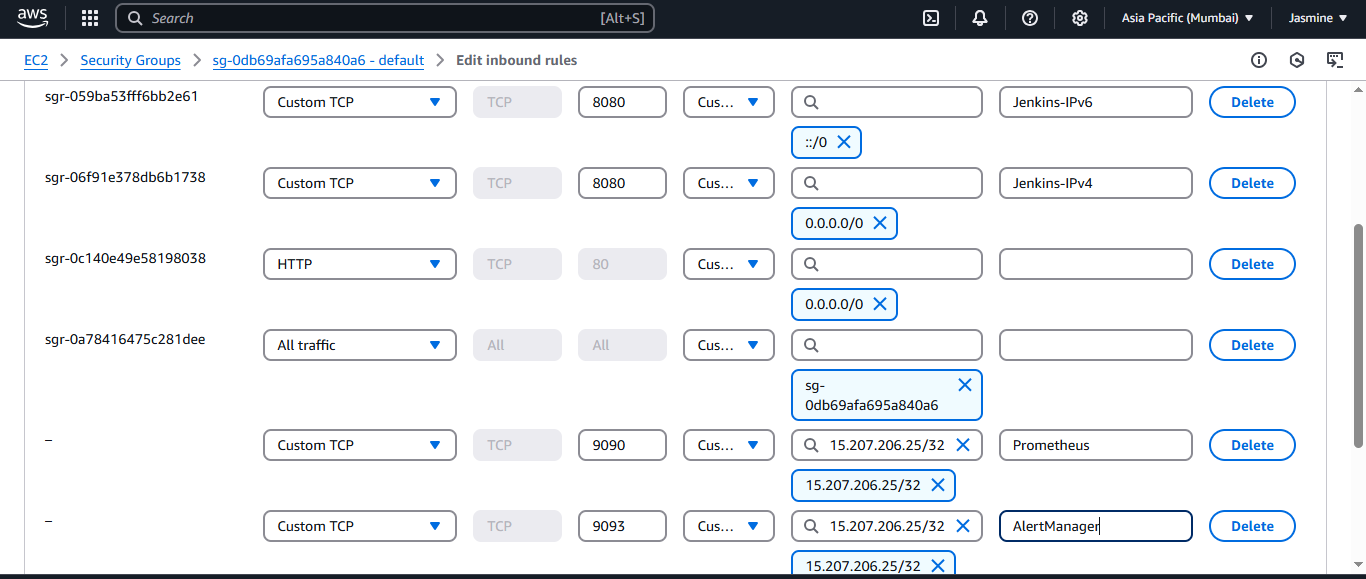 aws Search [Alt+S] Asia Pacific (Mumbai) Jasmine
EC2 Security Groups sg-0db69afa695a840a6 - default Edit inbound rules
sgr-059ba53fff6bb2e61 Custom TCP TCP 8080 Cus... Jenkins-IPv6 Delete
::/0
sgr-06f91e378db6b1738 Custom TCP TCP 8080 Cus... Jenkins-IPv4 Delete
0.0.0.0/0
sgr-0c140e49e58198038 HTTP TCP 80 Cus... Delete
0.0.0.0/0
sgr-0a78416475c281dee All traffic All All Cus... Delete
sg-
0db69afa695a840a6
– Custom TCP TCP 9090 Cus... 15.207.206.25/32 Prometheus Delete
15.207.206.25/32
– Custom TCP TCP 9093 Cus... 15.207.206.25/32 AlertManager Delete
15.207.206.25/32